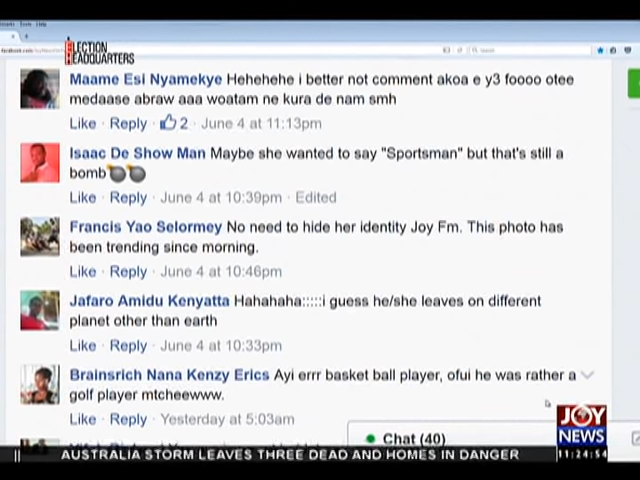 ELECTION
HEADQUARTERS
Maame Esi Nyamekye Hehehehe i better not comment akoa e y3 foooo otee
medaase abraw aaa woatam ne kura de nam smh
Like · Reply · 2 · June 4 at 11:13pm
Isaac De Show Man Maybe she wanted to say "Sportsman" but that's still a
bomb💣💣
Like · Reply · June 4 at 10:39pm · Edited
Francis Yao Selormey No need to hide her identity Joy Fm. This photo has
been trending since morning.
Like · Reply · June 4 at 10:46pm
Jafaro Amidu Kenyatta Hahahaha:::::i guess he/she leaves on different
planet other than earth
Like · Reply · June 4 at 10:33pm
Brainsrich Nana Kenzy Erics Ayi errr basket ball player, ofui he was rather a
golf player mtcheewww.
Like · Reply · Yesterday at 5:03am
Chat (40)
JOY
NEWS
AUSTRALIA STORM LEAVES THREE DEAD AND HOMES IN DANGER
11:24:54